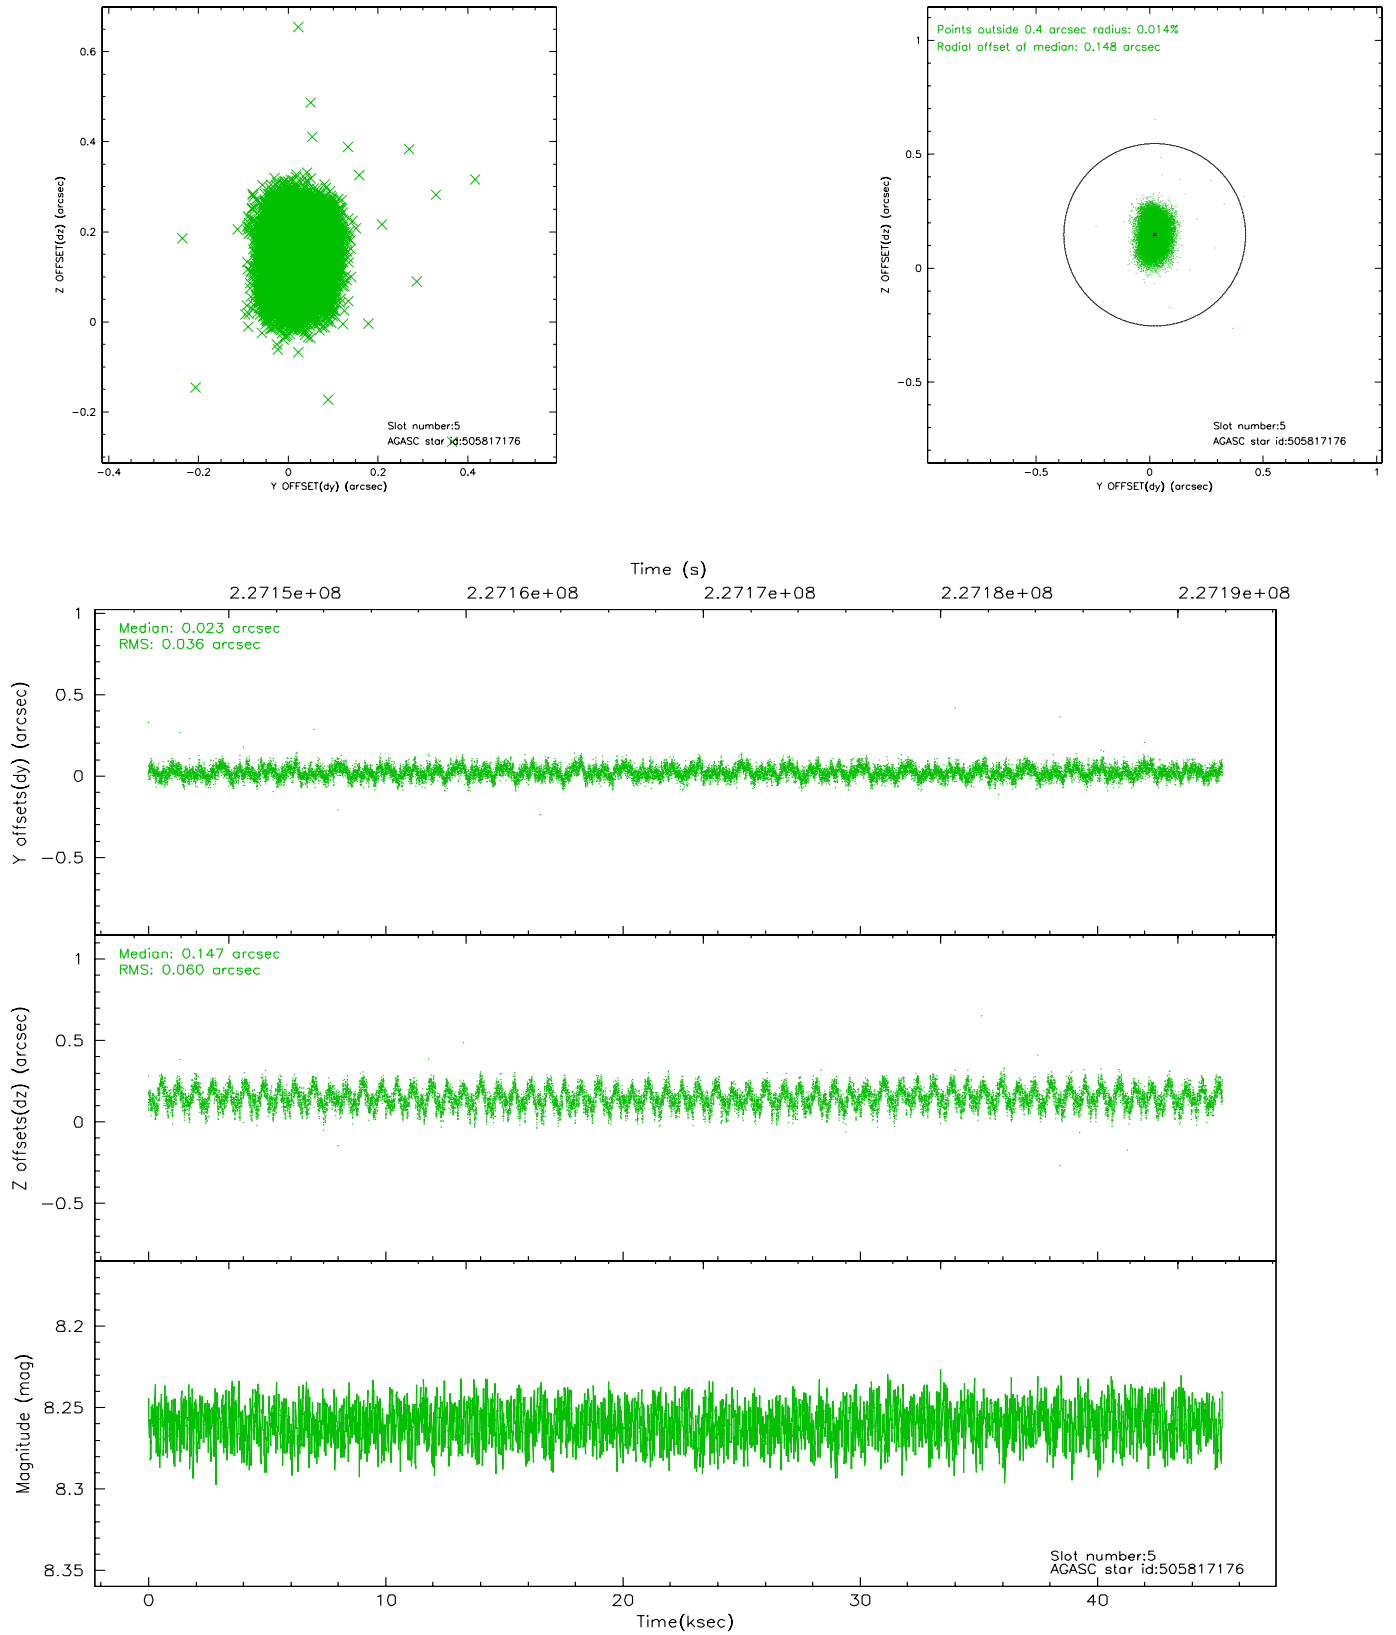 0.6
0.4
0.2
0
−0.2
−0.4
−0.2
0
0.2
0.4
Z OFFSET(dz) (arcsec)
Y OFFSET(dy) (arcsec)
Slot number:5
AGASC star id:505817176
Points outside 0.4 arcsec radius: 0.014%
Radial offset of median: 0.148 arcsec
1
0.5
0
−0.5
−0.5
0
0.5
1
Z OFFSET(dz) (arcsec)
Y OFFSET(dy) (arcsec)
Slot number:5
AGASC star id:505817176
Time (s)
2.2715e+08
2.2716e+08
2.2717e+08
2.2718e+08
2.2719e+08
Median: 0.023 arcsec
RMS: 0.036 arcsec
1
0.5
0
−0.5
Y offsets(dy) (arcsec)
Median: 0.147 arcsec
RMS: 0.060 arcsec
1
0.5
0
−0.5
Z offsets(dz) (arcsec)
8.2
8.25
8.3
8.35
Magnitude (mag)
Slot number:5
AGASC star id:505817176
0
10
20
30
40
Time(ksec)